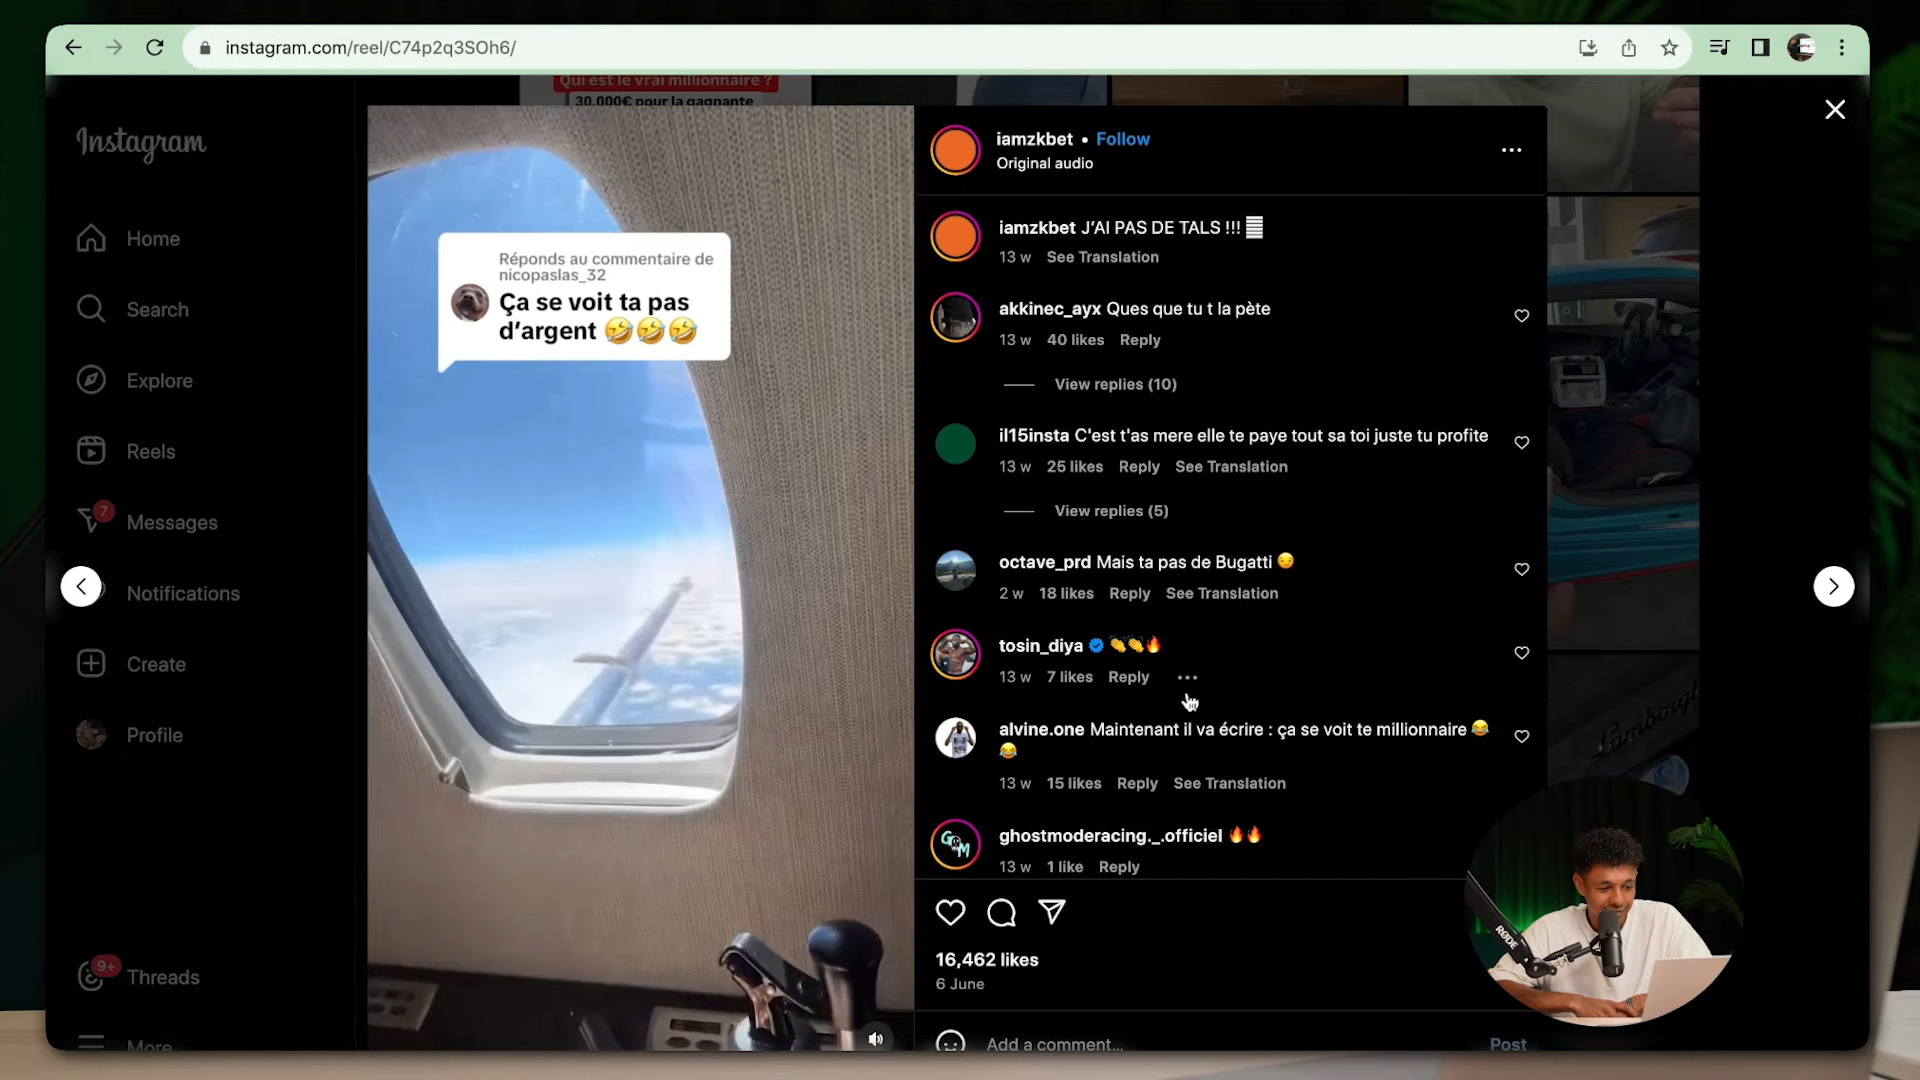 instagram.com/reel/C74p2q3SOh6/
Qui est le vrai millionnaire ?
30.000€ pour la gagnante
Instagram
Home
Search
Explore
Reels
7
Messages
Notifications
Create
Profile
9+
Threads
More
Réponds au commentaire de
nicopaslas_32
Ça se voit ta pas
d'argent 🤣🤣🤣
iamzkbet • Follow
Original audio
iamzkbet J'AI PAS DE TALS !!!
13 w See Translation
akkinec_ayx Ques que tu t la pète
13 w 40 likes Reply
View replies (10)
il15insta C'est t'as mere elle te paye tout sa toi juste tu profite
13 w 25 likes Reply See Translation
View replies (5)
octave_prd Mais ta pas de Bugatti 😏
2 w 18 likes Reply See Translation
tosin_diya 👏👏🔥
13 w 7 likes Reply
alvine.one Maintenant il va écrire : ça se voit te millionnaire 😂
😂
13 w 15 likes Reply See Translation
ghostmoderacing._.officiel 🔥🔥
13 w 1 like Reply
16,462 likes
6 June
Add a comment...
Post
RØDE